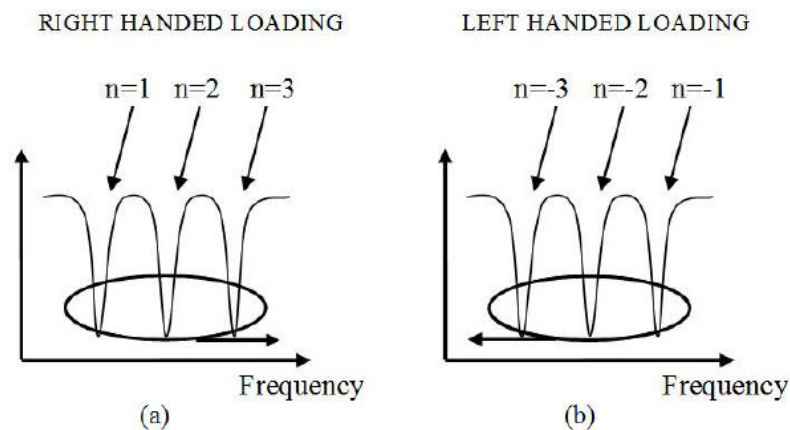 RIGHT HANDED LOADING
n=1 n=2 n=3
Frequency
(a)
LEFT HANDED LOADING
n=-3 n=-2 n=-1
Frequency
(b)